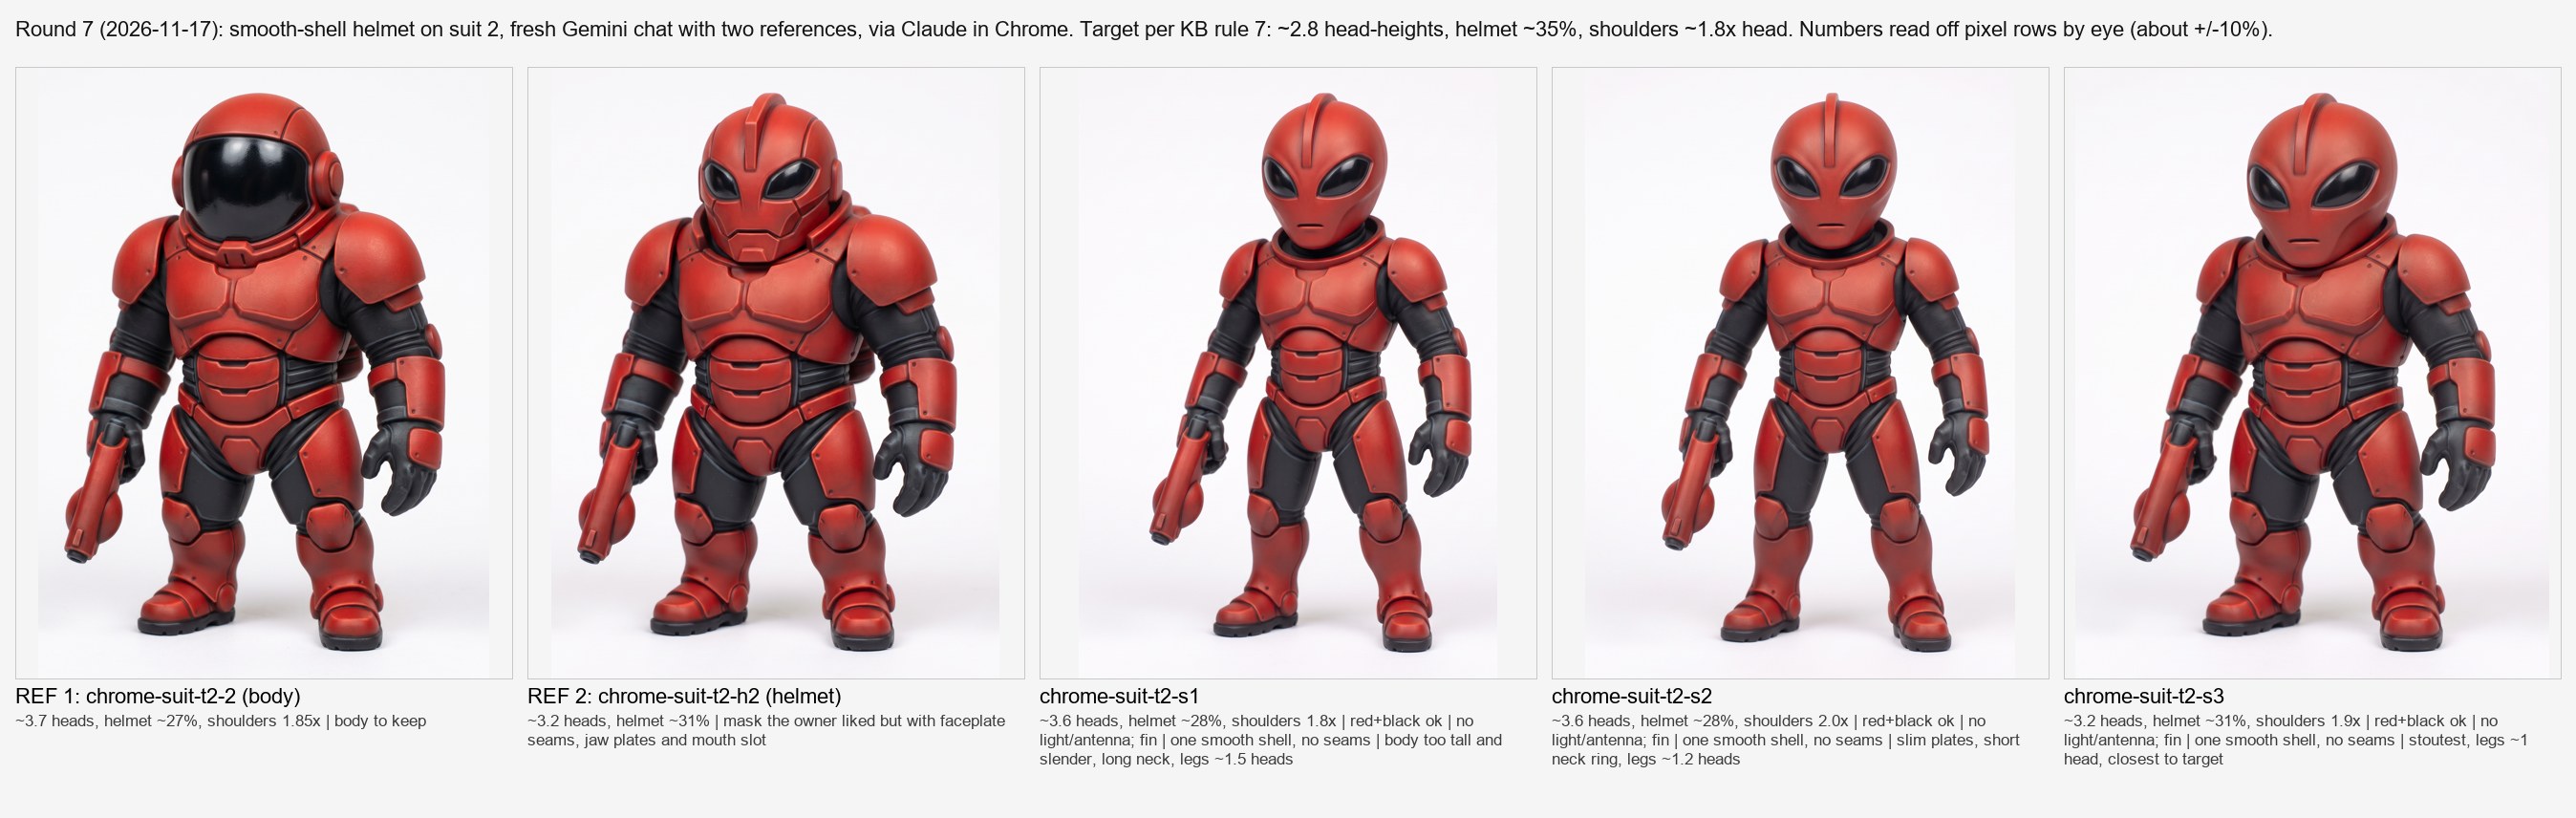 Round 7 (2026-11-17): smooth-shell helmet on suit 2, fresh Gemini chat with two references, via Claude in Chrome. Target per KB rule 7: ~2.8 head-heights, helmet ~35%, shoulders ~1.8x head. Numbers read off pixel rows by eye (about +/-10%).
REF 1: chrome-suit-t2-2 (body)
~3.7 heads, helmet ~27%, shoulders 1.85x | body to keep
REF 2: chrome-suit-t2-h2 (helmet)
~3.2 heads, helmet ~31% | mask the owner liked but with faceplate
seams, jaw plates and mouth slot
chrome-suit-t2-s1
~3.6 heads, helmet ~28%, shoulders 1.8x | red+black ok | no
light/antenna; fin | one smooth shell, no seams | body too tall and
slender, long neck, legs ~1.5 heads
chrome-suit-t2-s2
~3.6 heads, helmet ~28%, shoulders 2.0x | red+black ok | no
light/antenna; fin | one smooth shell, no seams | slim plates, short
neck ring, legs ~1.2 heads
chrome-suit-t2-s3
~3.2 heads, helmet ~31%, shoulders 1.9x | red+black ok | no
light/antenna; fin | one smooth shell, no seams | stoutest, legs ~1
head, closest to target